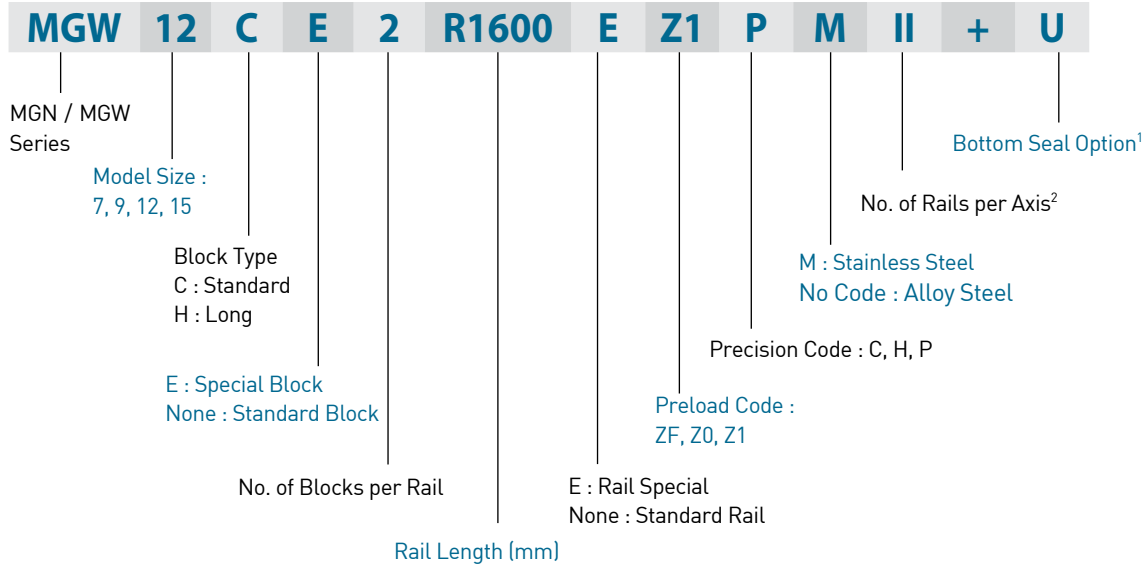 MGW 12 C E 2 R1600 E Z1 P M II + U
MGN / MGW
Series
Bottom Seal Option1
Model Size :
7, 9, 12, 15
No. of Rails per Axis2
Block Type
C : Standard
H : Long
M : Stainless Steel
No Code : Alloy Steel
Precision Code : C, H, P
E : Special Block
None : Standard Block
Preload Code :
ZF, Z0, Z1
No. of Blocks per Rail
E : Rail Special
None : Standard Rail
Rail Length (mm)